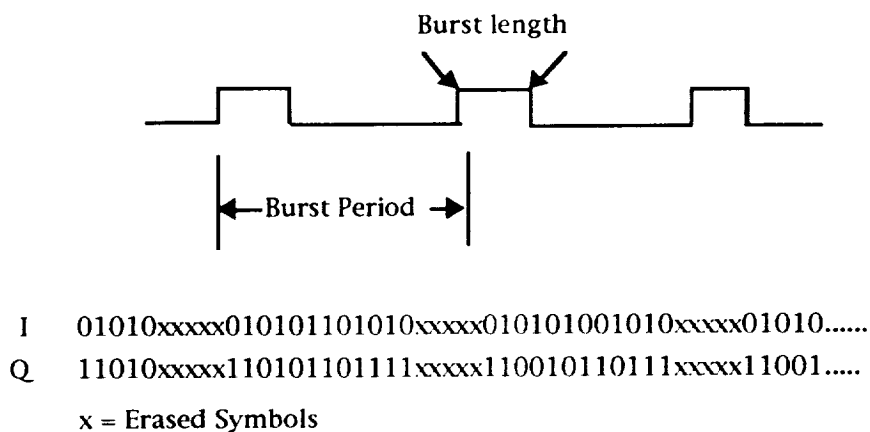 Burst length
Burst Period
I 01010xxxxx010101101010xxxxx010101001010xxxxx01010......
Q 11010xxxxx110101101111xxxxx110010110111xxxxx11001.....
x = Erased Symbols